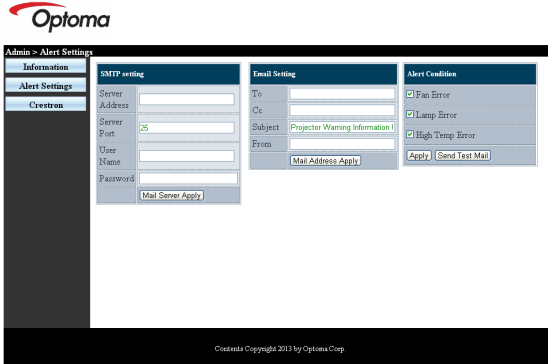 Optoma
Admin > Alert Settings
Information
Alert Settings
Crestron
SMTP setting
Server Address
Server Port
25
User Name
Password
Mail Server Apply
Email Setting
To
Cc
Subject
Projector Warning Information !
From
Mail Address Apply
Alert Condition
Fan Error
Lamp Error
High Temp Error
Apply
Send Test Mail
Contents Copyright 2013 by Optoma Corp.